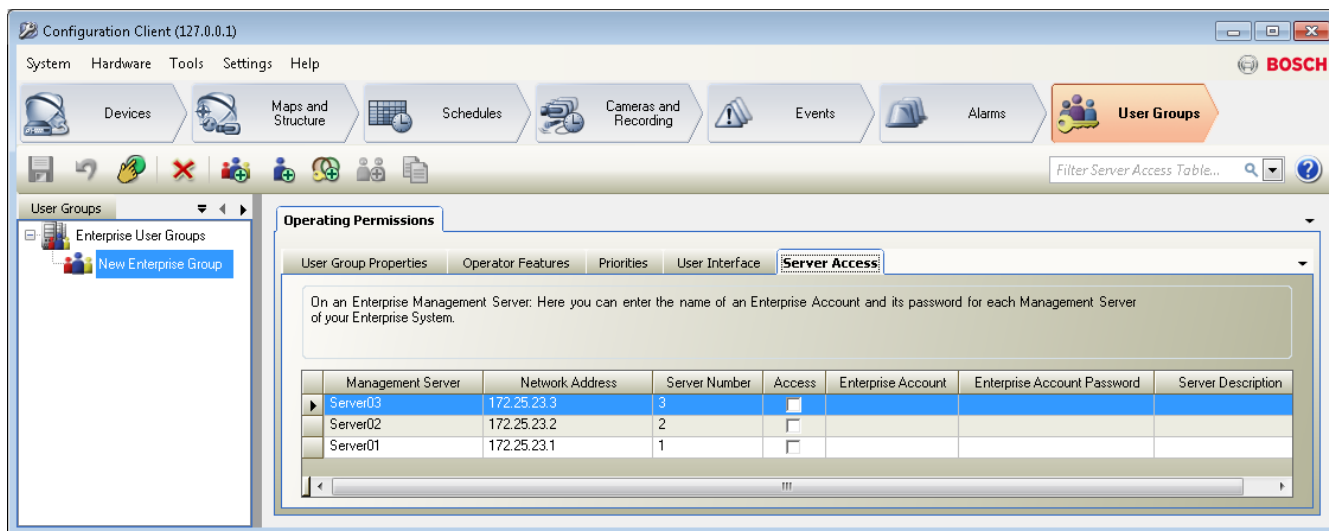 Configuration Client (127.0.0.1)
System Hardware Tools Settings Help
BOSCH
Devices
Maps and
Structure
Schedules
Cameras and
Recording
Events
Alarms
User Groups
Filter Server Access Table...
User Groups
Enterprise User Groups
New Enterprise Group
Operating Permissions
User Group Properties Operator Features Priorities User Interface Server Access
On an Enterprise Management Server: Here you can enter the name of an Enterprise Account and its password for each Management Server
of your Enterprise System.
Management Server Network Address Server Number Access Enterprise Account Enterprise Account Password Server Description
Server03 172.25.23.3 3
Server02 172.25.23.2 2
Server01 172.25.23.1 1